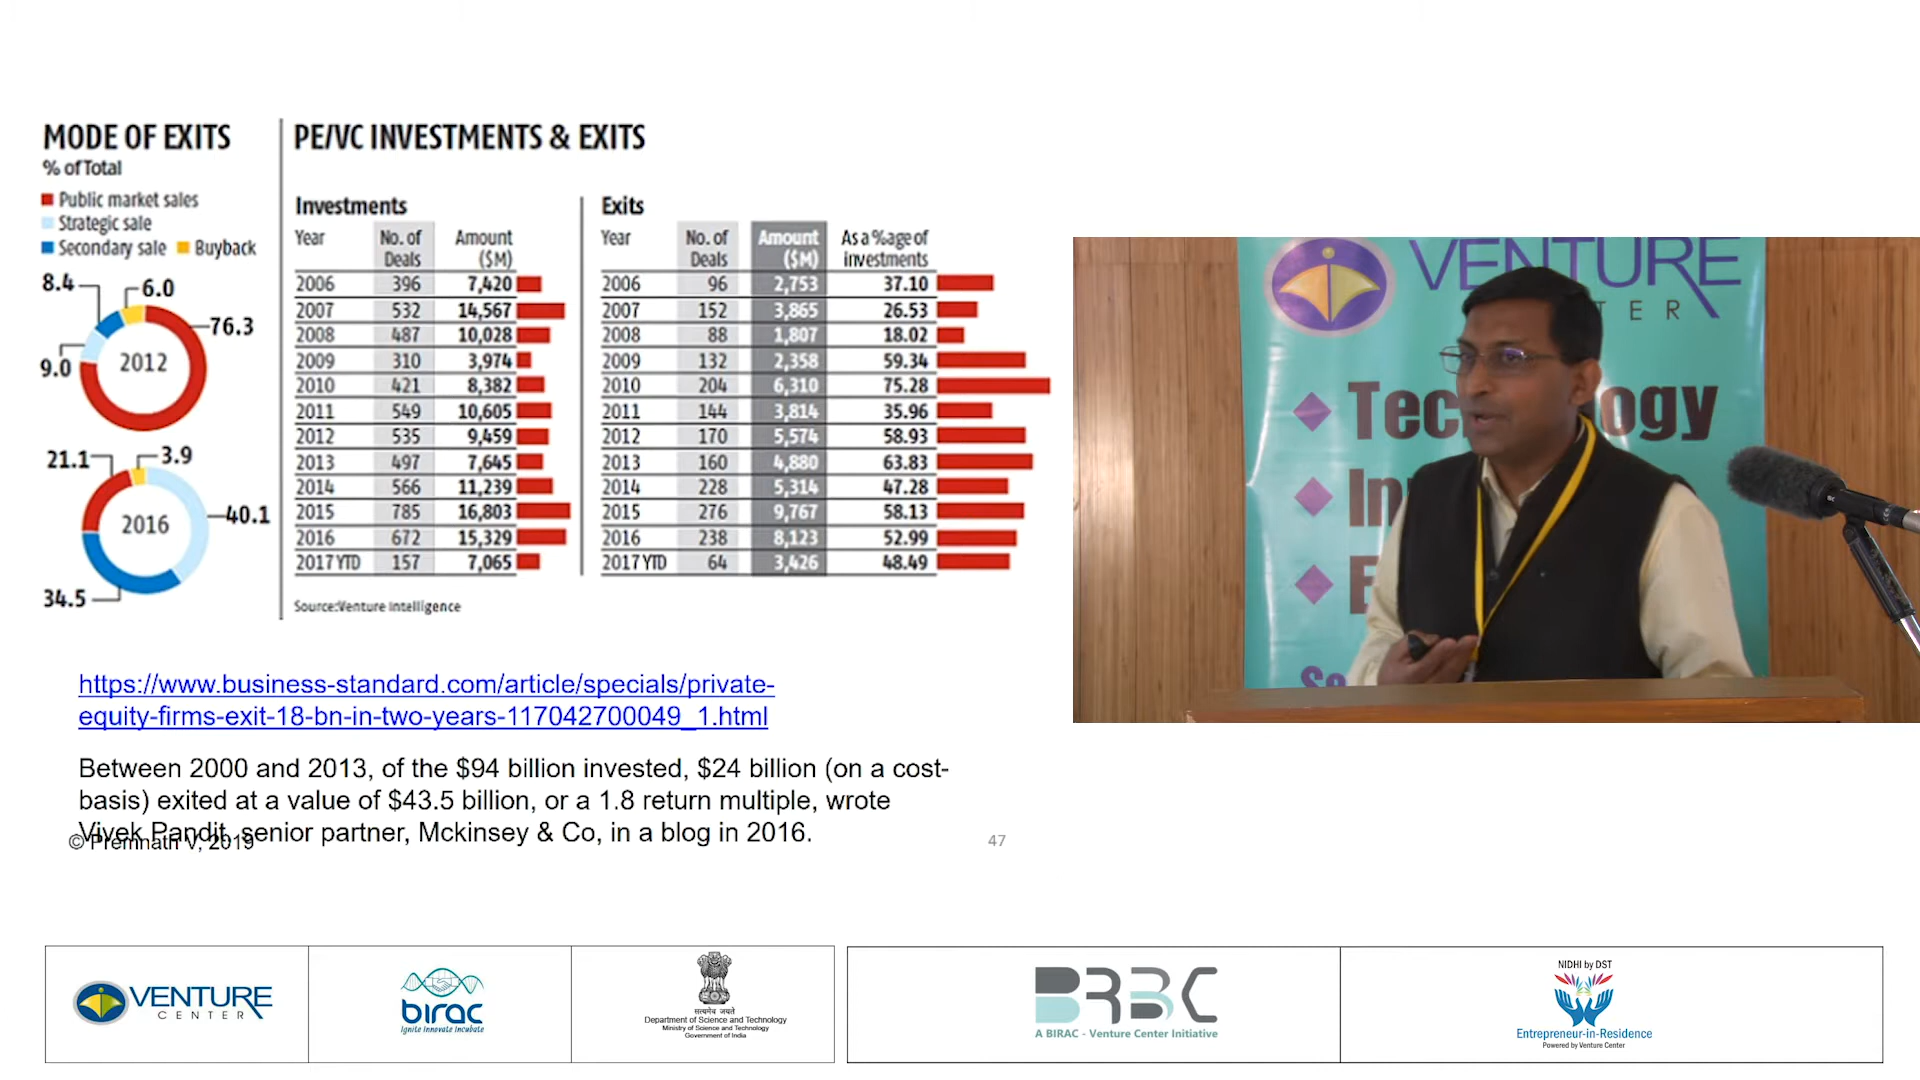 MODE OF EXITS
% of Total
Public market sales
Strategic sale
Secondary sale Buyback
8.4 6.0
76.3
2012
9.0
21.1 3.9
2016 40.1
34.5
PE/VC INVESTMENTS & EXITS
Investments
Year No. of Deals Amount ($M)
2006 396 7,420
2007 532 14,567
2008 487 10,028
2009 310 3,974
2010 421 8,382
2011 549 10,605
2012 535 9,459
2013 497 7,645
2014 566 11,239
2015 785 16,803
2016 672 15,329
2017 YTD 157 7,065
Exits
Year No. of Deals Amount ($M) As a %age of investments
2006 96 2,753 37.10
2007 152 3,865 26.53
2008 88 1,807 18.02
2009 132 2,358 59.34
2010 204 6,310 75.28
2011 144 3,814 35.96
2012 170 5,574 58.93
2013 160 4,880 63.83
2014 228 5,314 47.28
2015 276 9,767 58.13
2016 238 8,123 52.99
2017 YTD 64 3,426 48.49
Source:Venture Intelligence
https://www.business-standard.com/article/specials/private-
equity-firms-exit-18-bn-in-two-years-117042700049_1.html
Between 2000 and 2013, of the $94 billion invested, $24 billion (on a cost-
basis) exited at a value of $43.5 billion, or a 1.8 return multiple, wrote
Vivek Pandit, senior partner, Mckinsey & Co, in a blog in 2016.
© Premnath V, 2019
47
VENTURE
TER
Tec ogy
In
E
Se
VENTURE
CENTER
birac
Ignite Innovate Incubate
सत्यमेव जयते
Department of Science and Technology
Ministry of Science and Technology
Government of India
BRBC
A BIRAC - Venture Center Initiative
NIDHI by DST
Entrepreneur-in-Residence
Powered by Venture Center